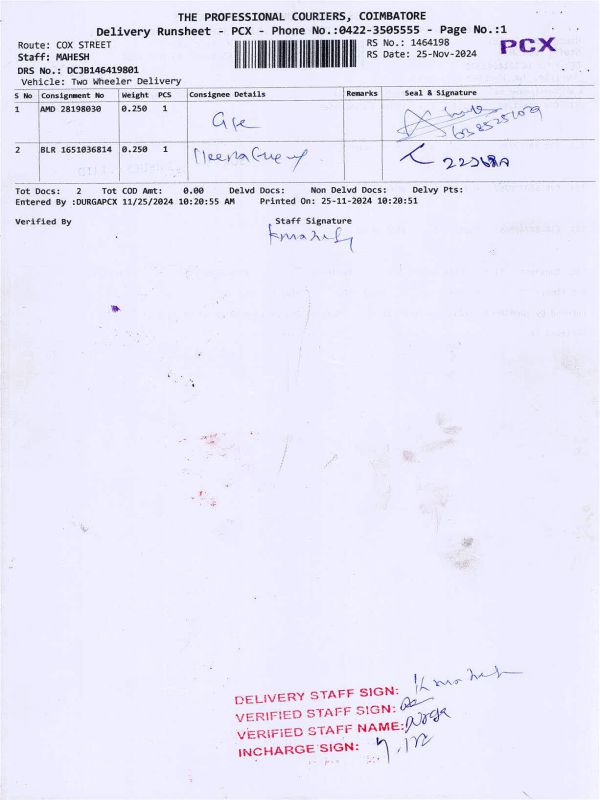 THE PROFESSIONAL COURIERS, COIMBATORE
Delivery Runsheet - PCX - Phone No.:0422-3505555 - Page No.:1
Route: COX STREET
RS No.: 1464198
PCX
Staff: MAHESH
RS Date: 25-Nov-2024
DRS No.: DCJB146419801
Vehicle: Two Wheeler Delivery
S No Consignment No Weight PCS Consignee Details Remarks Seal & Signature
1 AMD 28198030 0.250 1
2 BLR 1651036814 0.250 1
Tot Docs: 2 Tot COD Amt: 0.00 Delvd Docs: Non Delvd Docs: Delvy Pts:
Entered By :DURGAPCX 11/25/2024 10:20:55 AM Printed On: 25-11-2024 10:20:51
Verified By Staff Signature
DELIVERY STAFF SIGN:
VERIFIED STAFF SIGN:
VERIFIED STAFF NAME: Durga
INCHARGE SIGN: